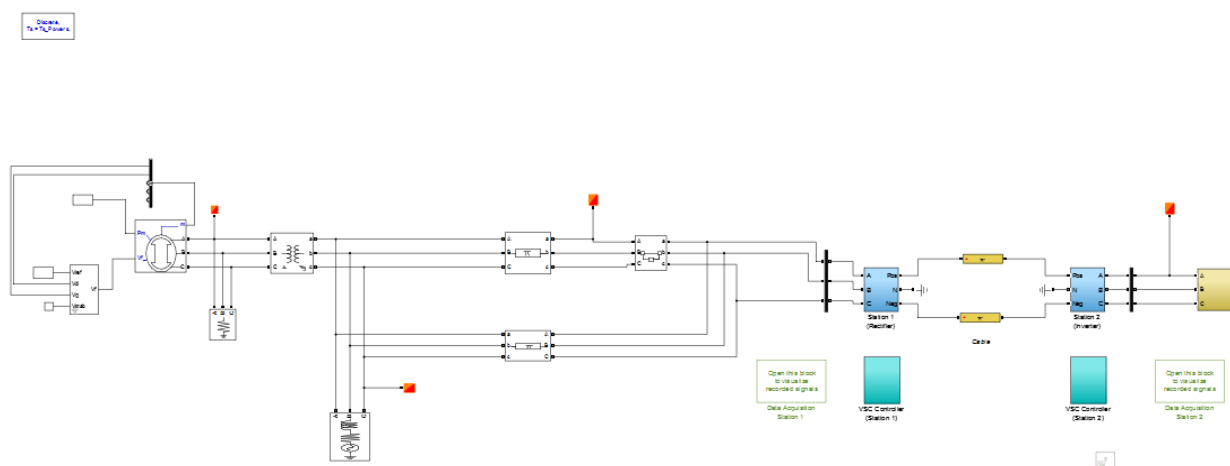 Discrete,
Ts = Ts_Power s.
m
Pm
Vf_
A
B
C
Vref
Vd
Vq
Vstab
Vf
A
B
C
A
B
C
a
b
c
A
B
C
a
b
c
A
B
C
a
b
c
a
b
c
A
B
C
A
B
C
A
B
C
Pos
N
Neg
Station 1
(Rectifier)
Cable
Pos
N
Neg
A
B
C
Station 2
(Inverter)
A
B
C
Open this block
to visualize
recorded signals
Data Acquisition
Station 1
VSC Controller
(Station 1)
VSC Controller
(Station 2)
Open this block
to visualize
recorded signals
Data Acquisition
Station 2